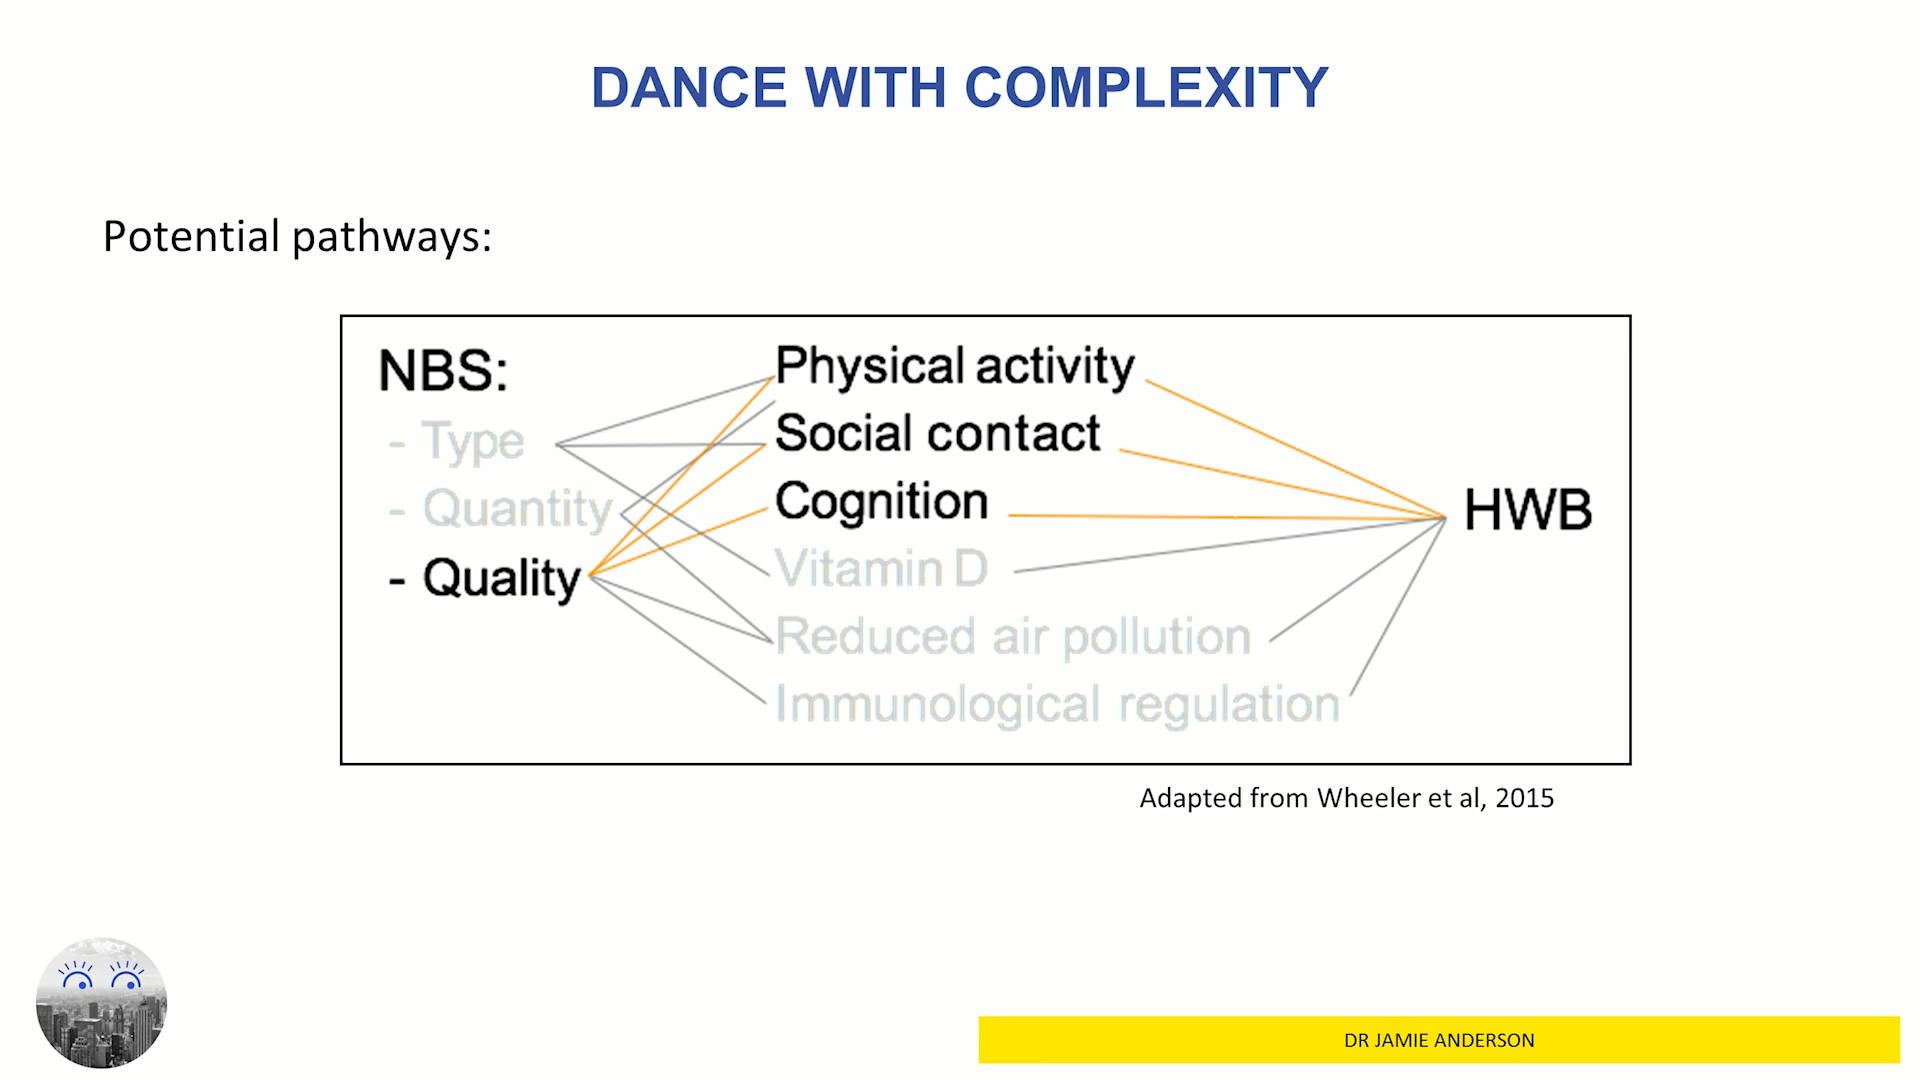 DANCE WITH COMPLEXITY
Potential pathways:
NBS:
- Type
- Quantity
- Quality
Physical activity
Social contact
Cognition
Vitamin D
Reduced air pollution
Immunological regulation
HWB
Adapted from Wheeler et al, 2015
DR JAMIE ANDERSON